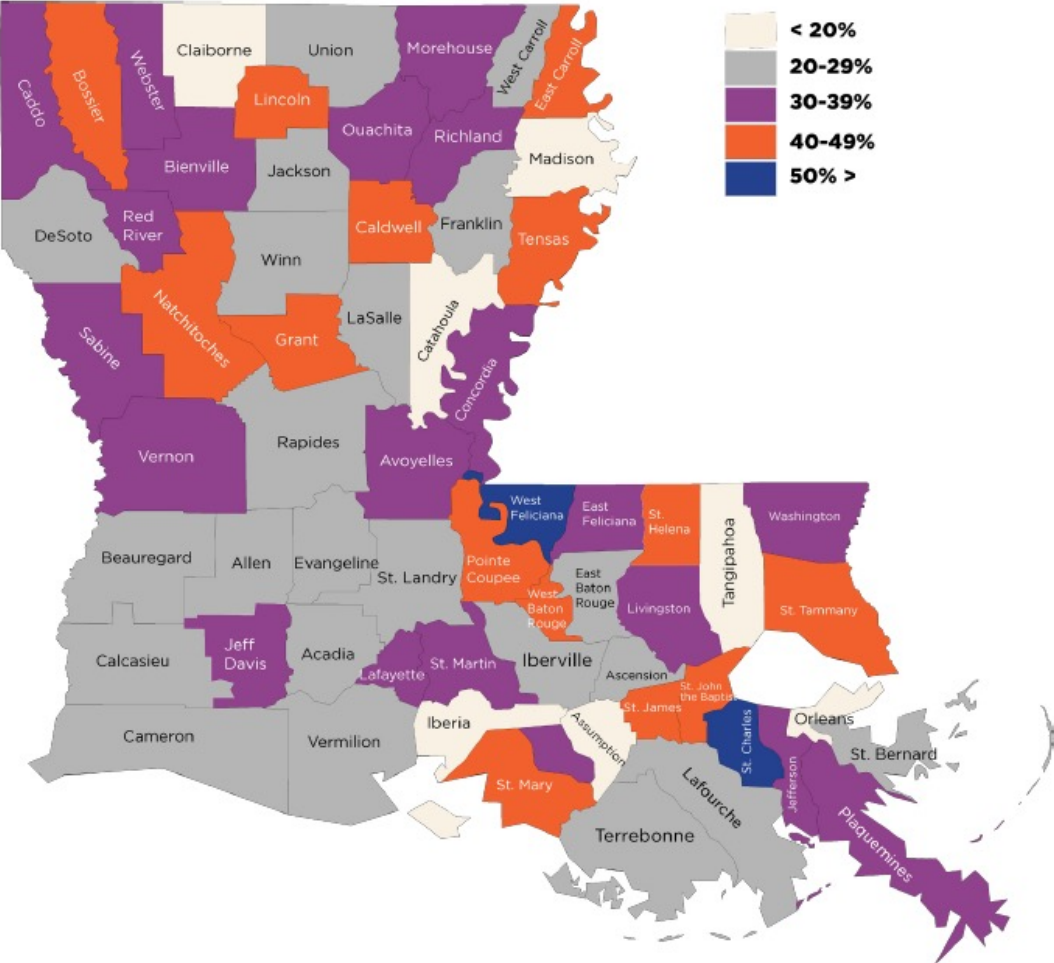 Claiborne
Union
Morehouse
West Carroll
East Carroll
< 20%
20-29%
30-39%
40-49%
50% >
Caddo
Bossier
Webster
Lincoln
Ouachita
Richland
Madison
Bienville
Jackson
DeSoto
Red
River
Caldwell
Franklin
Tensas
Winn
Natchitoches
Grant
LaSalle
Catahoula
Sabine
Concordia
Vernon
Rapides
Avoyelles
West
Feliciana
East
Feliciana
St.
Helena
Tangipahoa
Washington
Beauregard
Allen
Evangeline
St. Landry
Pointe
Coupee
West
Baton
Rouge
East
Baton
Rouge
Livingston
St. Tammany
Calcasieu
Jeff
Davis
Acadia
Lafayette
St. Martin
Iberville
Ascension
St. John
the Baptis
St. James
Cameron
Vermilion
Iberia
Assumption
St. Charles
Orleans
St. Bernard
St. Mary
Lafourche
Jefferson
Terrebonne
Plaquemines